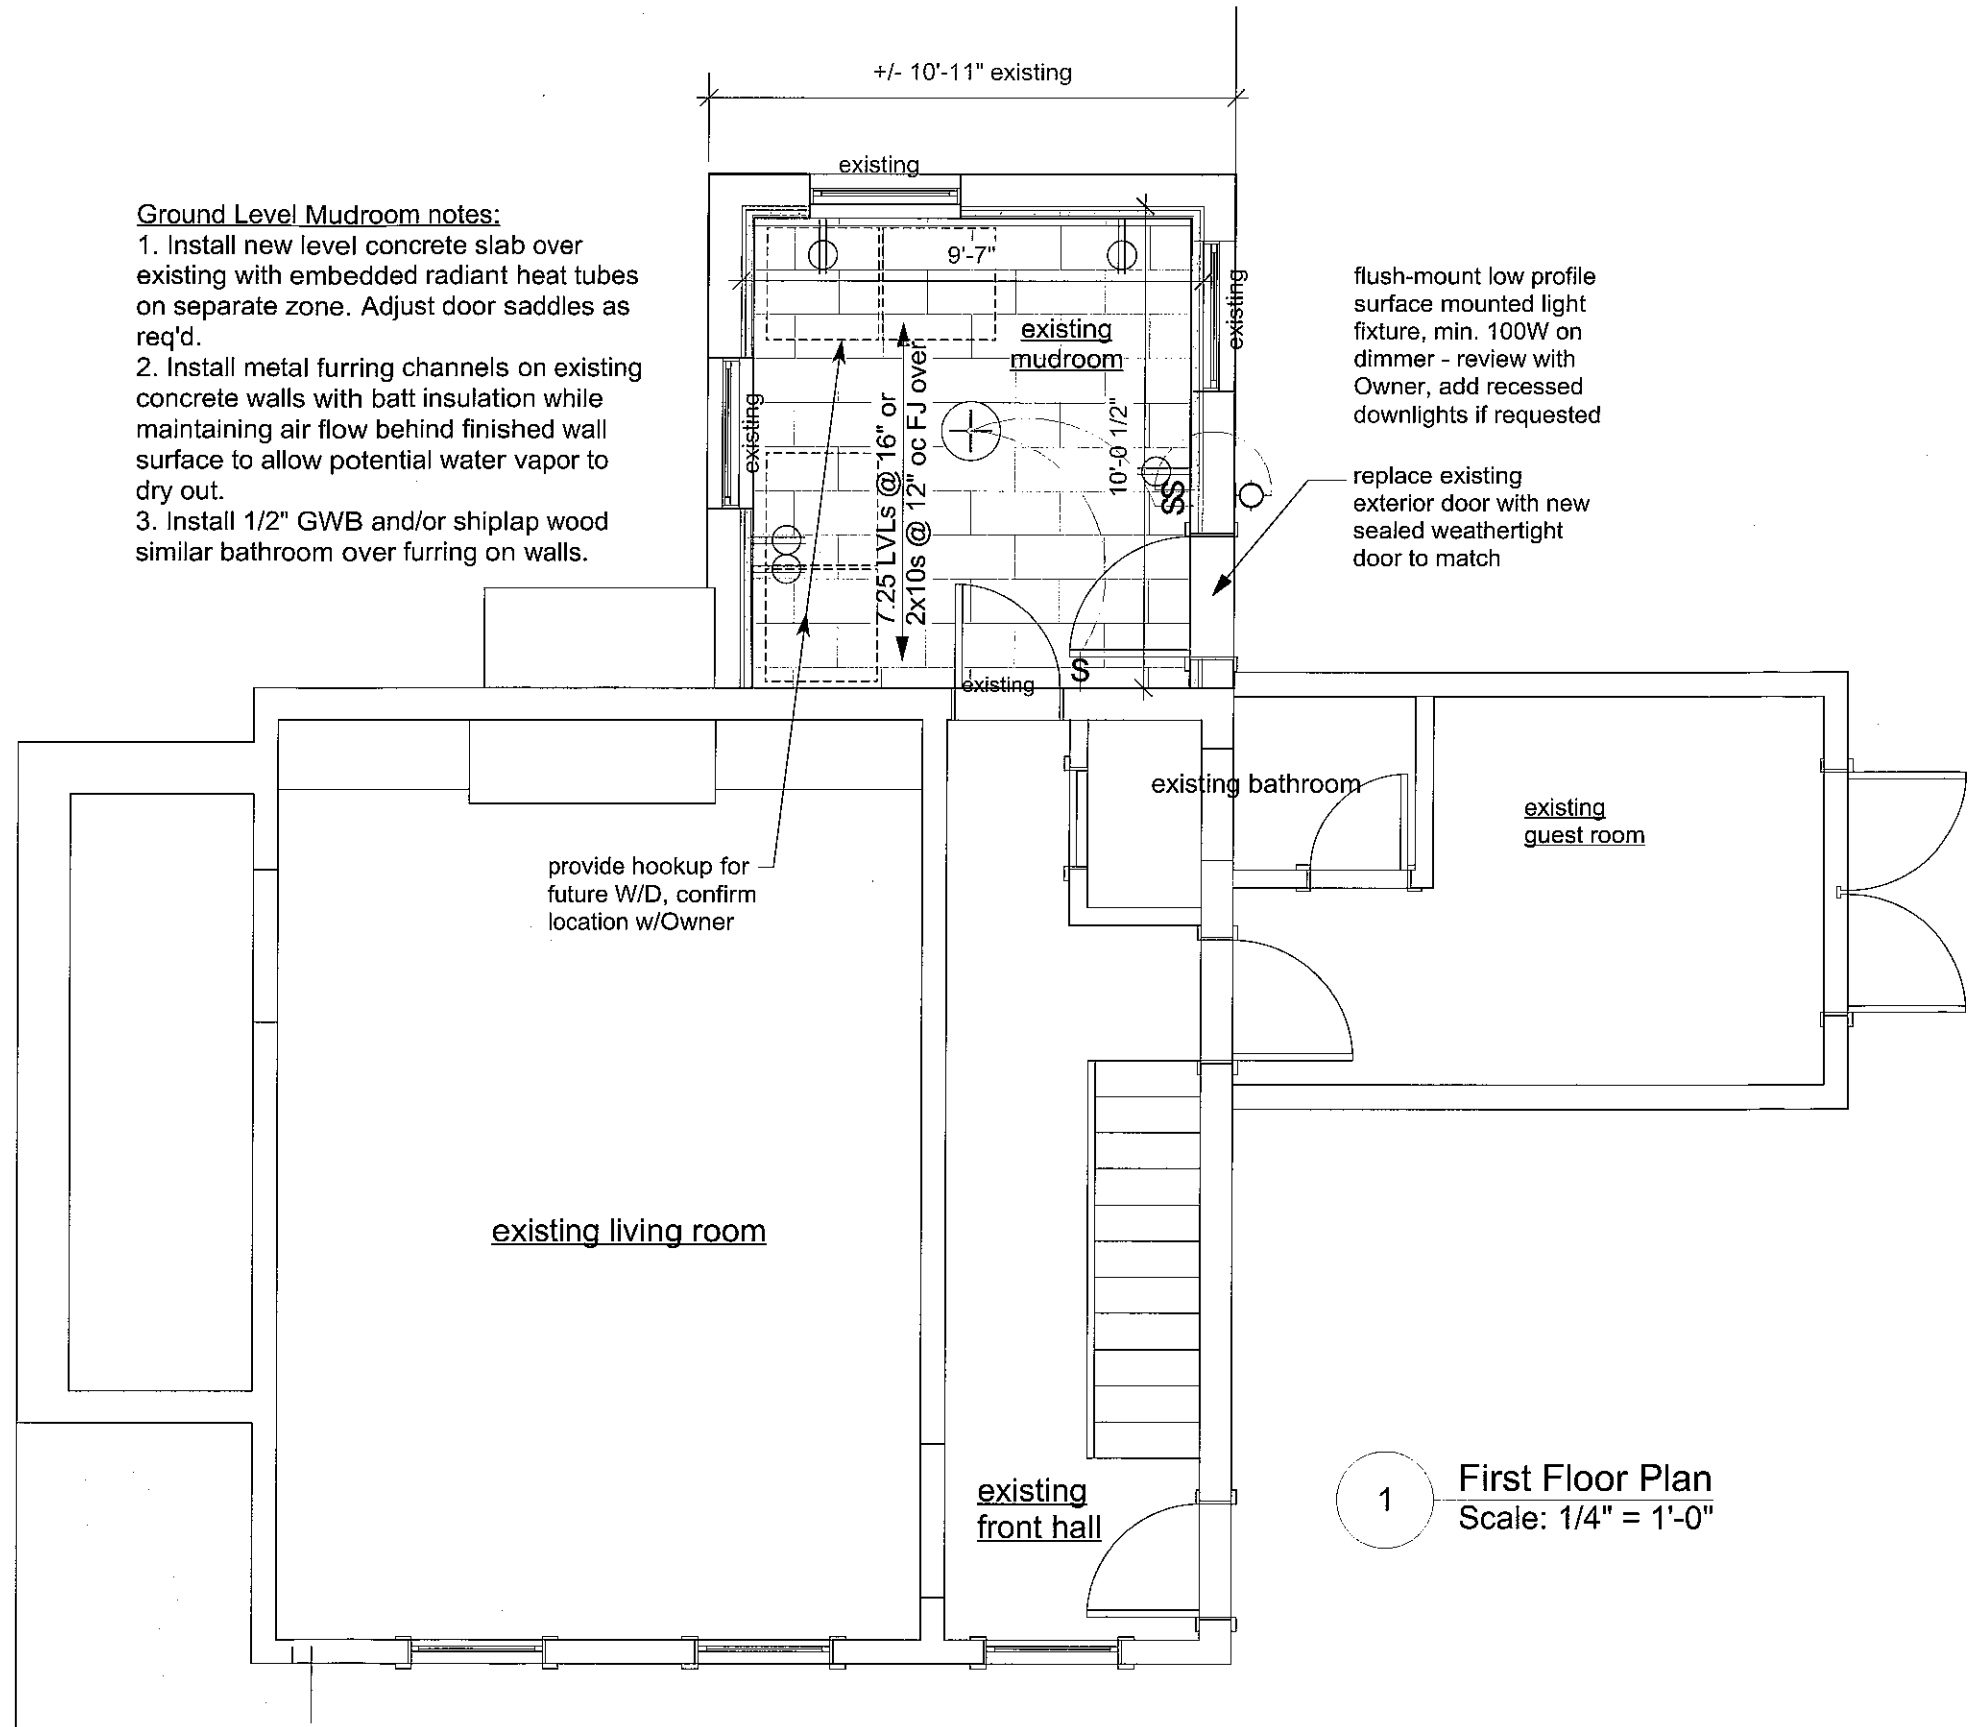 +/- 10'-11" existing
existing
Ground Level Mudroom notes:
1. Install new level concrete slab over
existing with embedded radiant heat tubes
on separate zone. Adjust door saddles as
req'd.
2. Install metal furring channels on existing
concrete walls with batt insulation while
maintaining air flow behind finished wall
surface to allow potential water vapor to
dry out.
3. Install 1/2" GWB and/or shiplap wood
similar bathroom over furring on walls.
9'-7"
existing
mudroom
existing
existing
10'-0 1/2"
7.25 LVLs @ 16" or
2x10s @ 12" oc FJ over
flush-mount low profile
surface mounted light
fixture, min. 100W on
dimmer - review with
Owner, add recessed
downlights if requested
replace existing
exterior door with new
sealed weathertight
door to match
S
S
S
existing
existing bathroom
existing
guest room
provide hookup for
future W/D, confirm
location w/Owner
existing living room
existing
front hall
1
First Floor Plan
Scale: 1/4" = 1'-0"